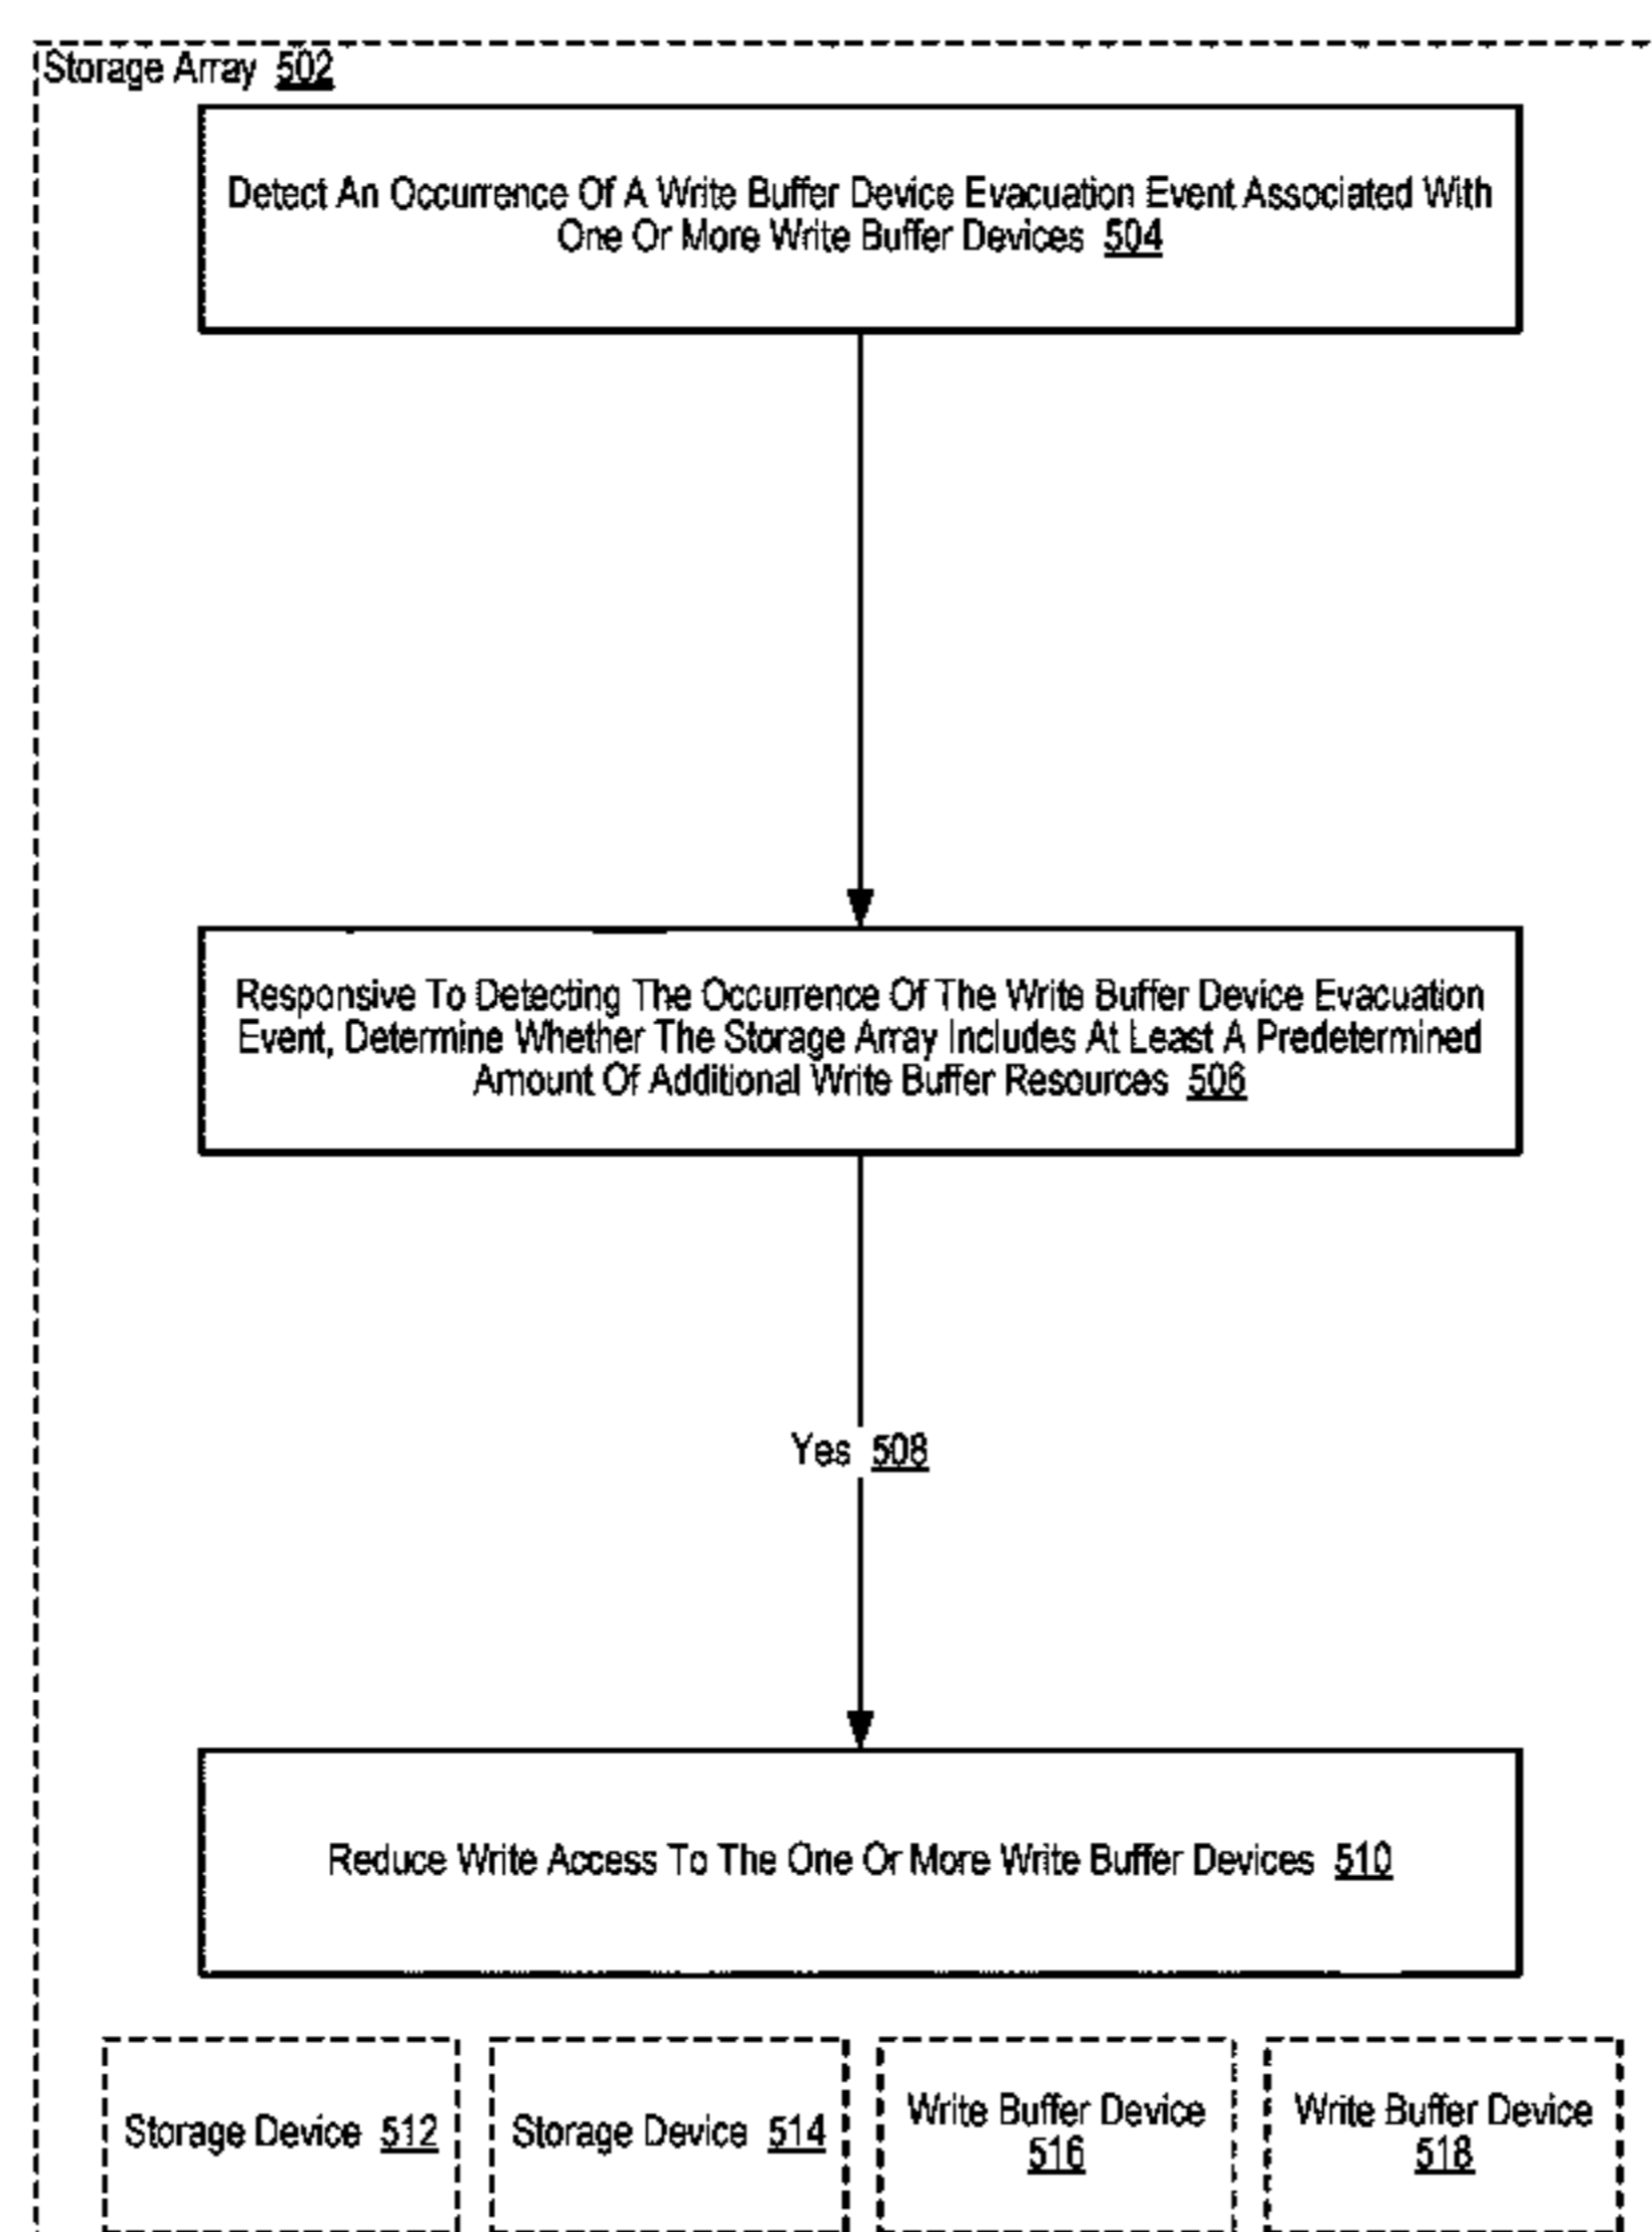 Storage Array 502
Detect An Occurrence Of A Write Buffer Device Evacuation Event Associated With
One Or More Write Buffer Devices 504
Responsive To Detecting The Occurrence Of The Write Buffer Device Evacuation
Event, Determine Whether The Storage Array Includes At Least A Predetermined
Amount Of Additional Write Buffer Resources 506
Yes 508
Reduce Write Access To The One Or More Write Buffer Devices 510
Storage Device 512
Storage Device 514
Write Buffer Device
516
Write Buffer Device
518